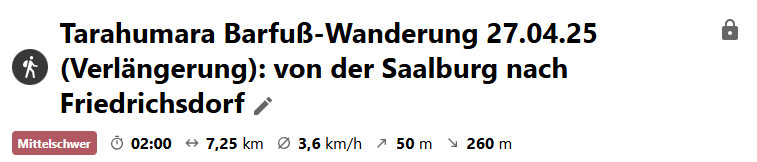 Tarahumara Barfuß-Wanderung 27.04.25
(Verlängerung): von der Saalburg nach
Friedrichsdorf
Mittelschwer 02:00 7,25 km 3,6 km/h 50 m 260 m